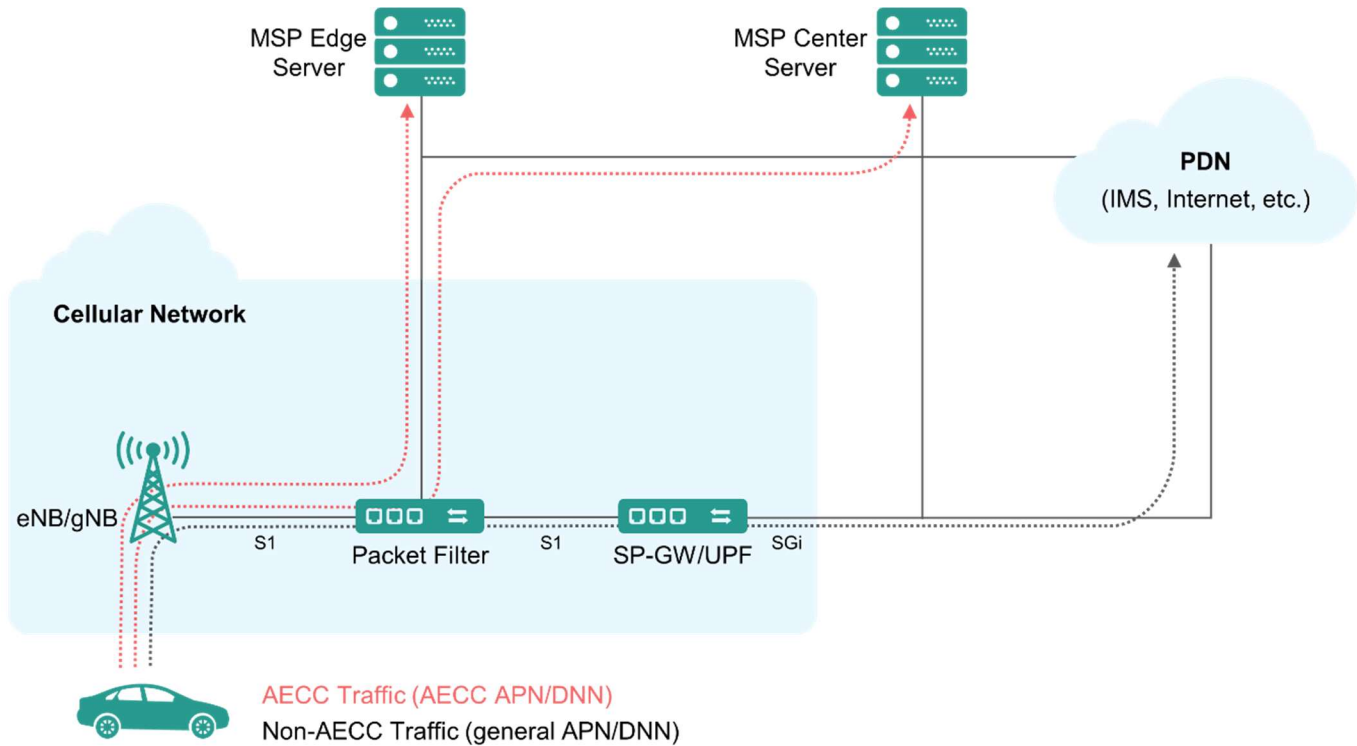 MSP Edge
Server
MSP Center
Server
PDN
(IMS, Internet, etc.)
Cellular Network
eNB/gNB
S1
Packet Filter
S1
SP-GW/UPF
SGi
AECC Traffic (AECC APN/DNN)
Non-AECC Traffic (general APN/DNN)